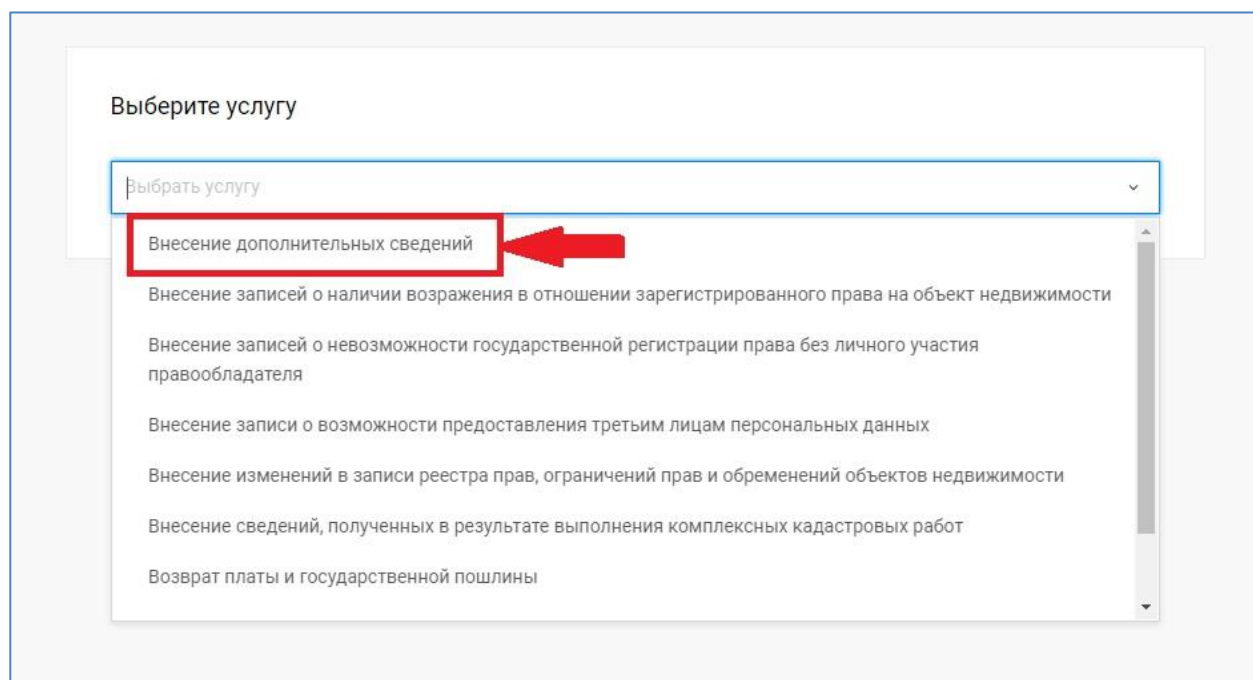 Выберите услугу
Выбрать услугу
Внесение дополнительных сведений
Внесение записей о наличии возражения в отношении зарегистрированного права на объект недвижимости
Внесение записей о невозможности государственной регистрации права без личного участия
правообладателя
Внесение записи о возможности предоставления третьим лицам персональных данных
Внесение изменений в записи реестра прав, ограничений прав и обременений объектов недвижимости
Внесение сведений, полученных в результате выполнения комплексных кадастровых работ
Возврат платы и государственной пошлины